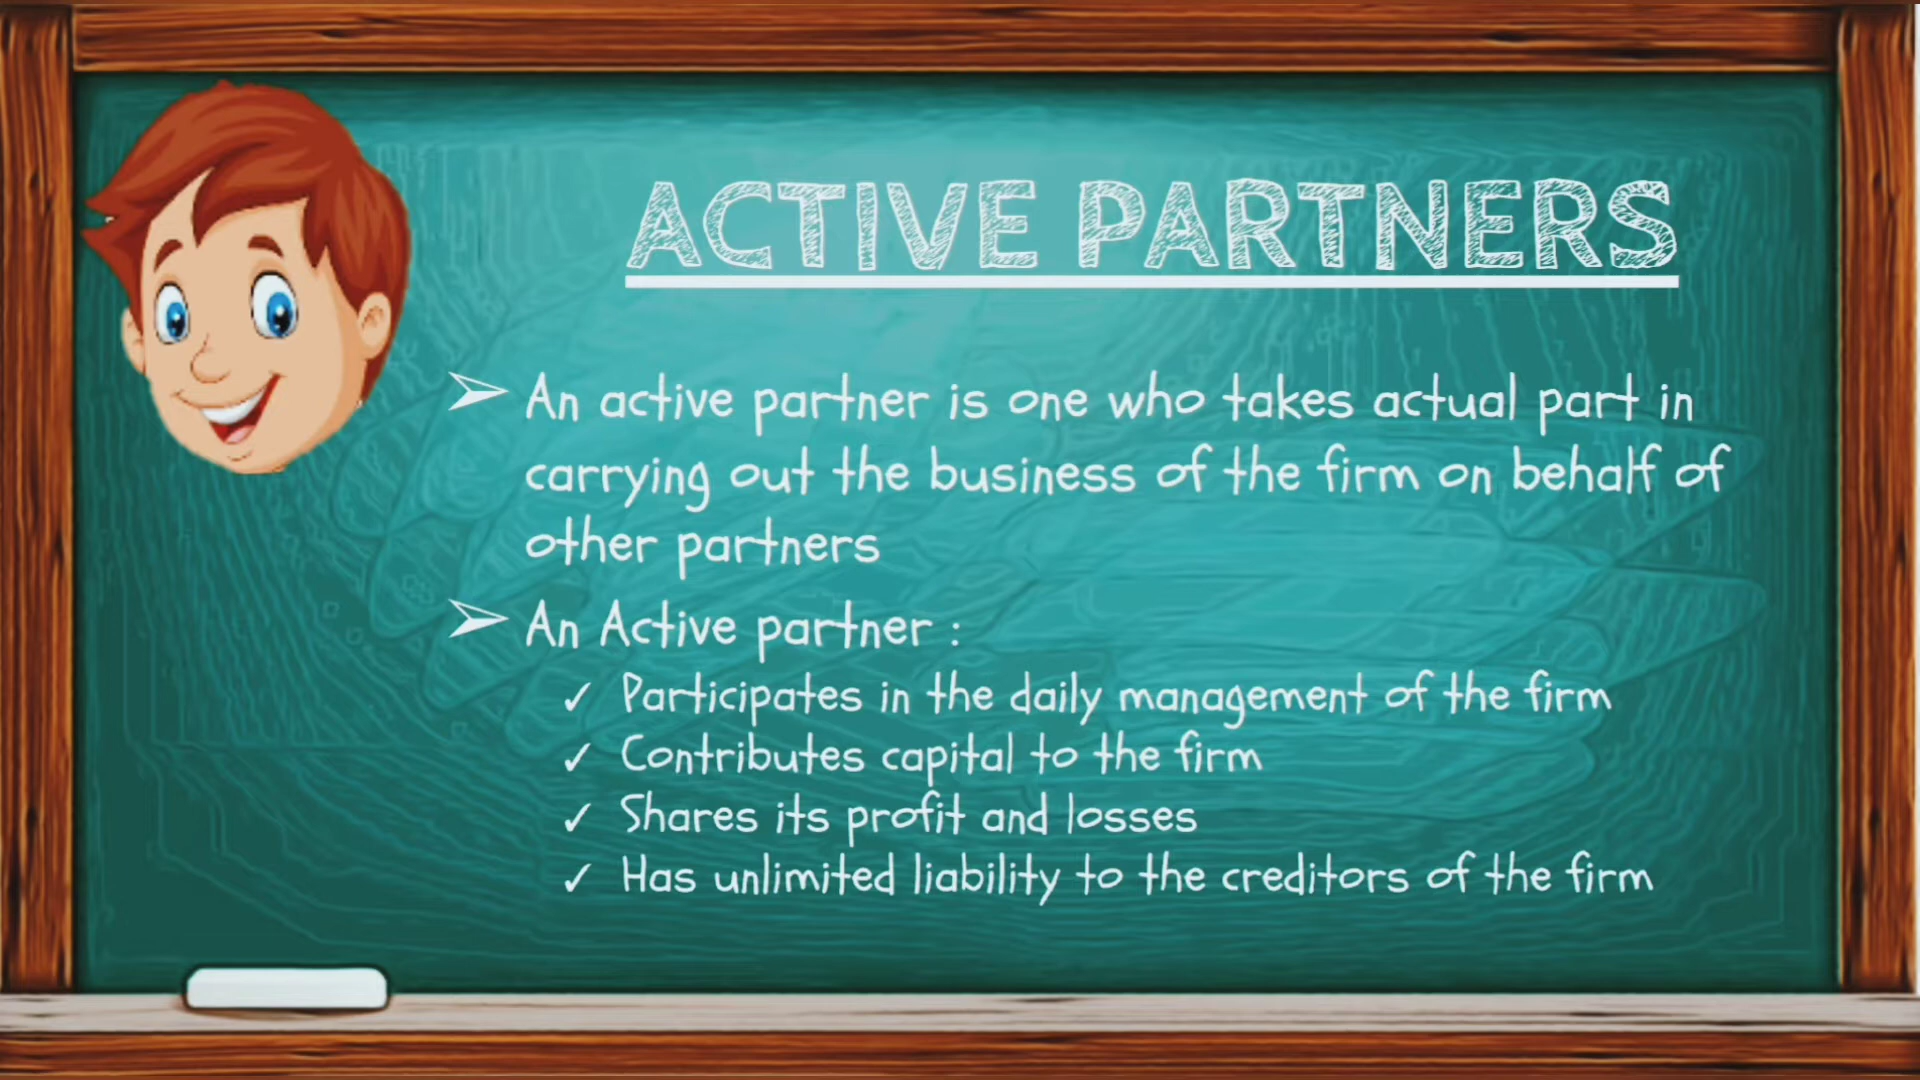 ACTIVE PARTNERS
➢ An active partner is one who takes actual part in
carrying out the business of the firm on behalf of
other partners
➢ An Active partner :
✓ Participates in the daily management of the firm
✓ Contributes capital to the firm
✓ Shares its profit and losses
✓ Has unlimited liability to the creditors of the firm